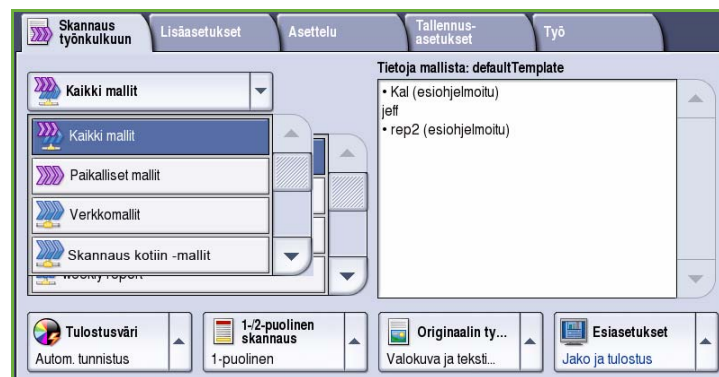 Skannaus
työnkulkuun
Lisäasetukset
Asettelu
Tallennus-
asetukset
Työ
Kaikki mallit
Kaikki mallit
Paikalliset mallit
Verkkomallit
Skannaus kotiin -mallit
weekly report
Tietoja mallista: defaultTemplate
• Kal (esiohjelmoitu)
jeff
• rep2 (esiohjelmoitu)
Tulostusväri
Autom. tunnistus
1-/2-puolinen
skannaus
1-puolinen
Originaalin ty...
Valokuva ja teksti...
Esiasetukset
Jako ja tulostus